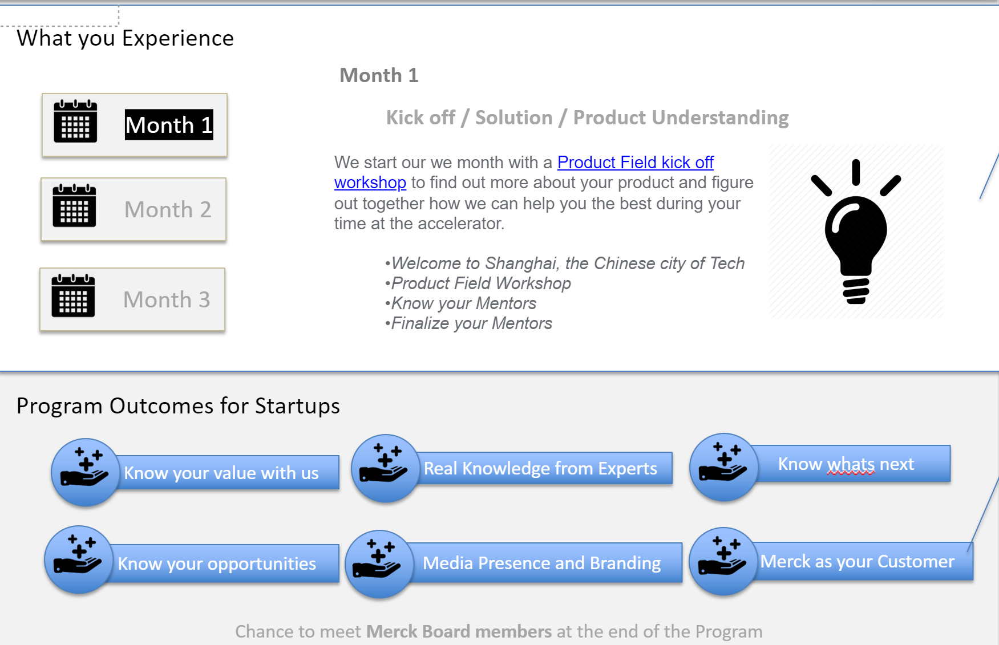 What you Experience
Month 1
Month 2
Month 3
Month 1
Kick off / Solution / Product Understanding
We start our we month with a Product Field kick off
workshop to find out more about your product and figure
out together how we can help you the best during your
time at the accelerator.
•Welcome to Shanghai, the Chinese city of Tech
•Product Field Workshop
•Know your Mentors
•Finalize your Mentors
Program Outcomes for Startups
Know your value with us
Real Knowledge from Experts
Know whats next
Know your opportunities
Media Presence and Branding
Merck as your Customer
Chance to meet Merck Board members at the end of the Program